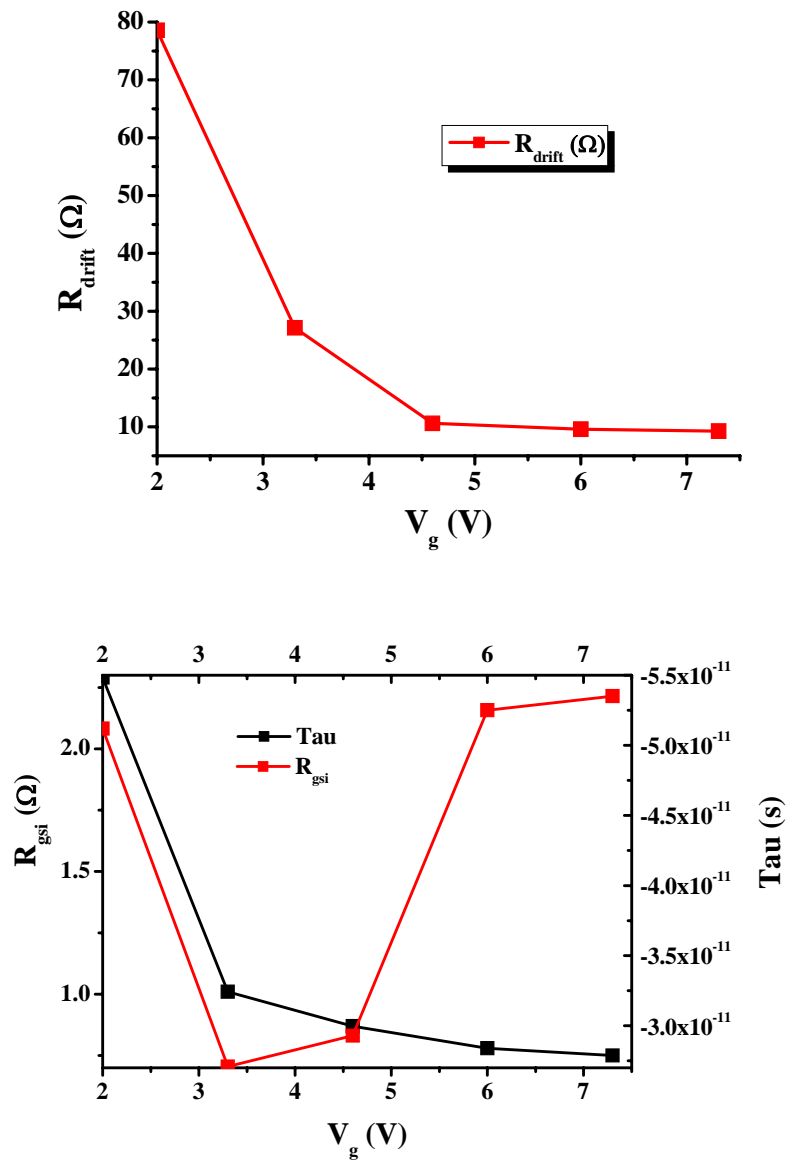 80
70
60
50
40
30
20
10
R_drift (Ω)
R_drift (Ω)
2 3 4 5 6 7
V_g (V)
2 3 4 5 6 7
2.0
1.5
1.0
R_gsi (Ω)
Tau
R_gsi
-5.5x10^-11
-5.0x10^-11
-4.5x10^-11
-4.0x10^-11
-3.5x10^-11
-3.0x10^-11
Tau (s)
2 3 4 5 6 7
V_g (V)